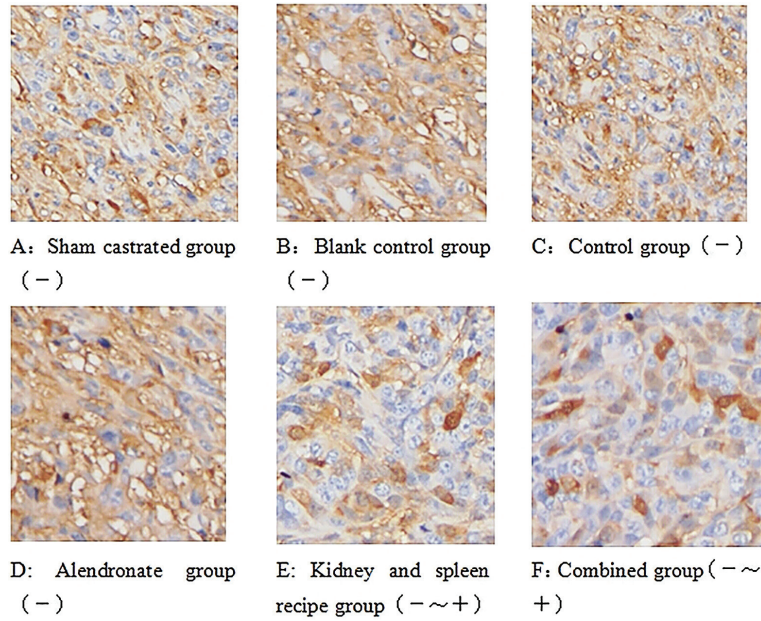 A：Sham castrated group
（－）
B：Blank control group
（－）
C：Control group（－）
D: Alendronate group
（－）
E: Kidney and spleen
recipe group（－～＋）
F：Combined group（－～
＋）